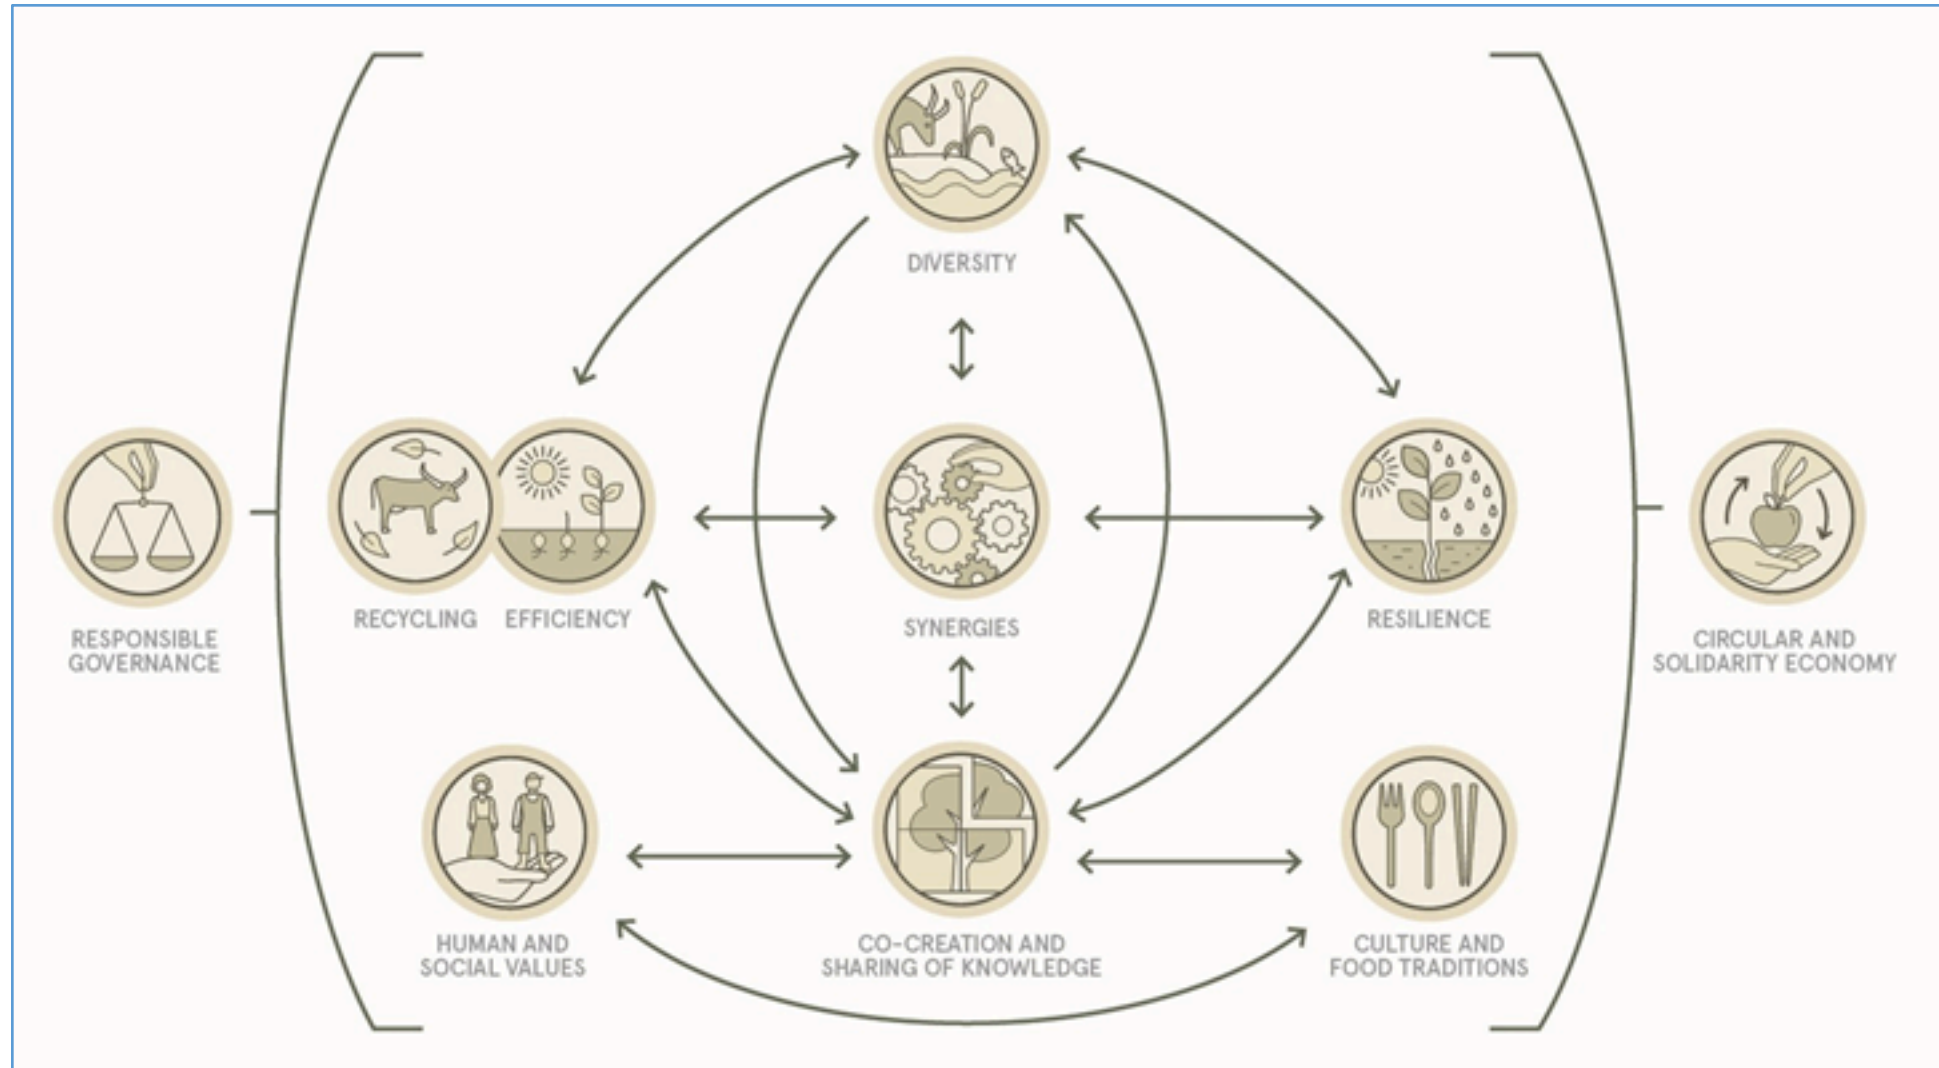 DIVERSITY
RECYCLING
EFFICIENCY
SYNERGIES
RESILIENCE
RESPONSIBLE
GOVERNANCE
CIRCULAR AND
SOLIDARITY ECONOMY
HUMAN AND
SOCIAL VALUES
CO-CREATION AND
SHARING OF KNOWLEDGE
CULTURE AND
FOOD TRADITIONS